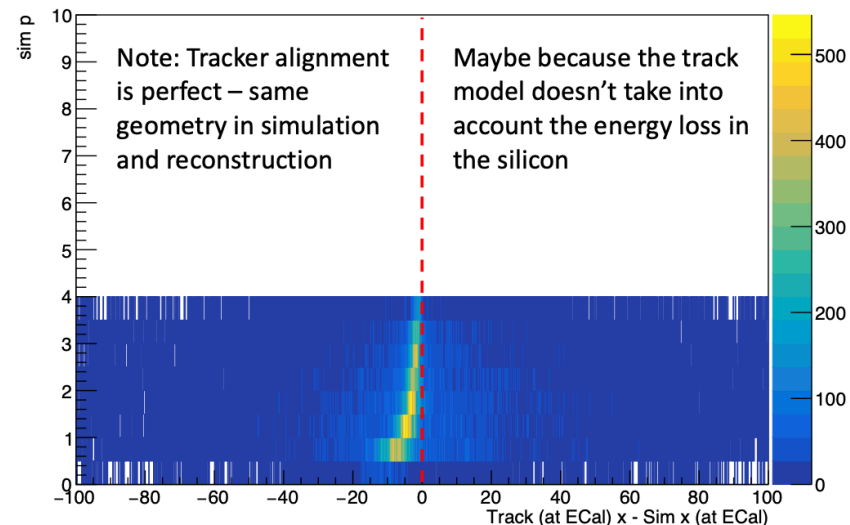 sim p
10
9
8
7
6
5
4
3
2
1
0
Note: Tracker alignment
is perfect – same
geometry in simulation
and reconstruction
Maybe because the track
model doesn’t take into
account the energy loss in
the silicon
500
400
300
200
100
0
−100 −80 −60 −40 −20 0 20 40 60 80 100
Track (at ECal) x - Sim x (at ECal)